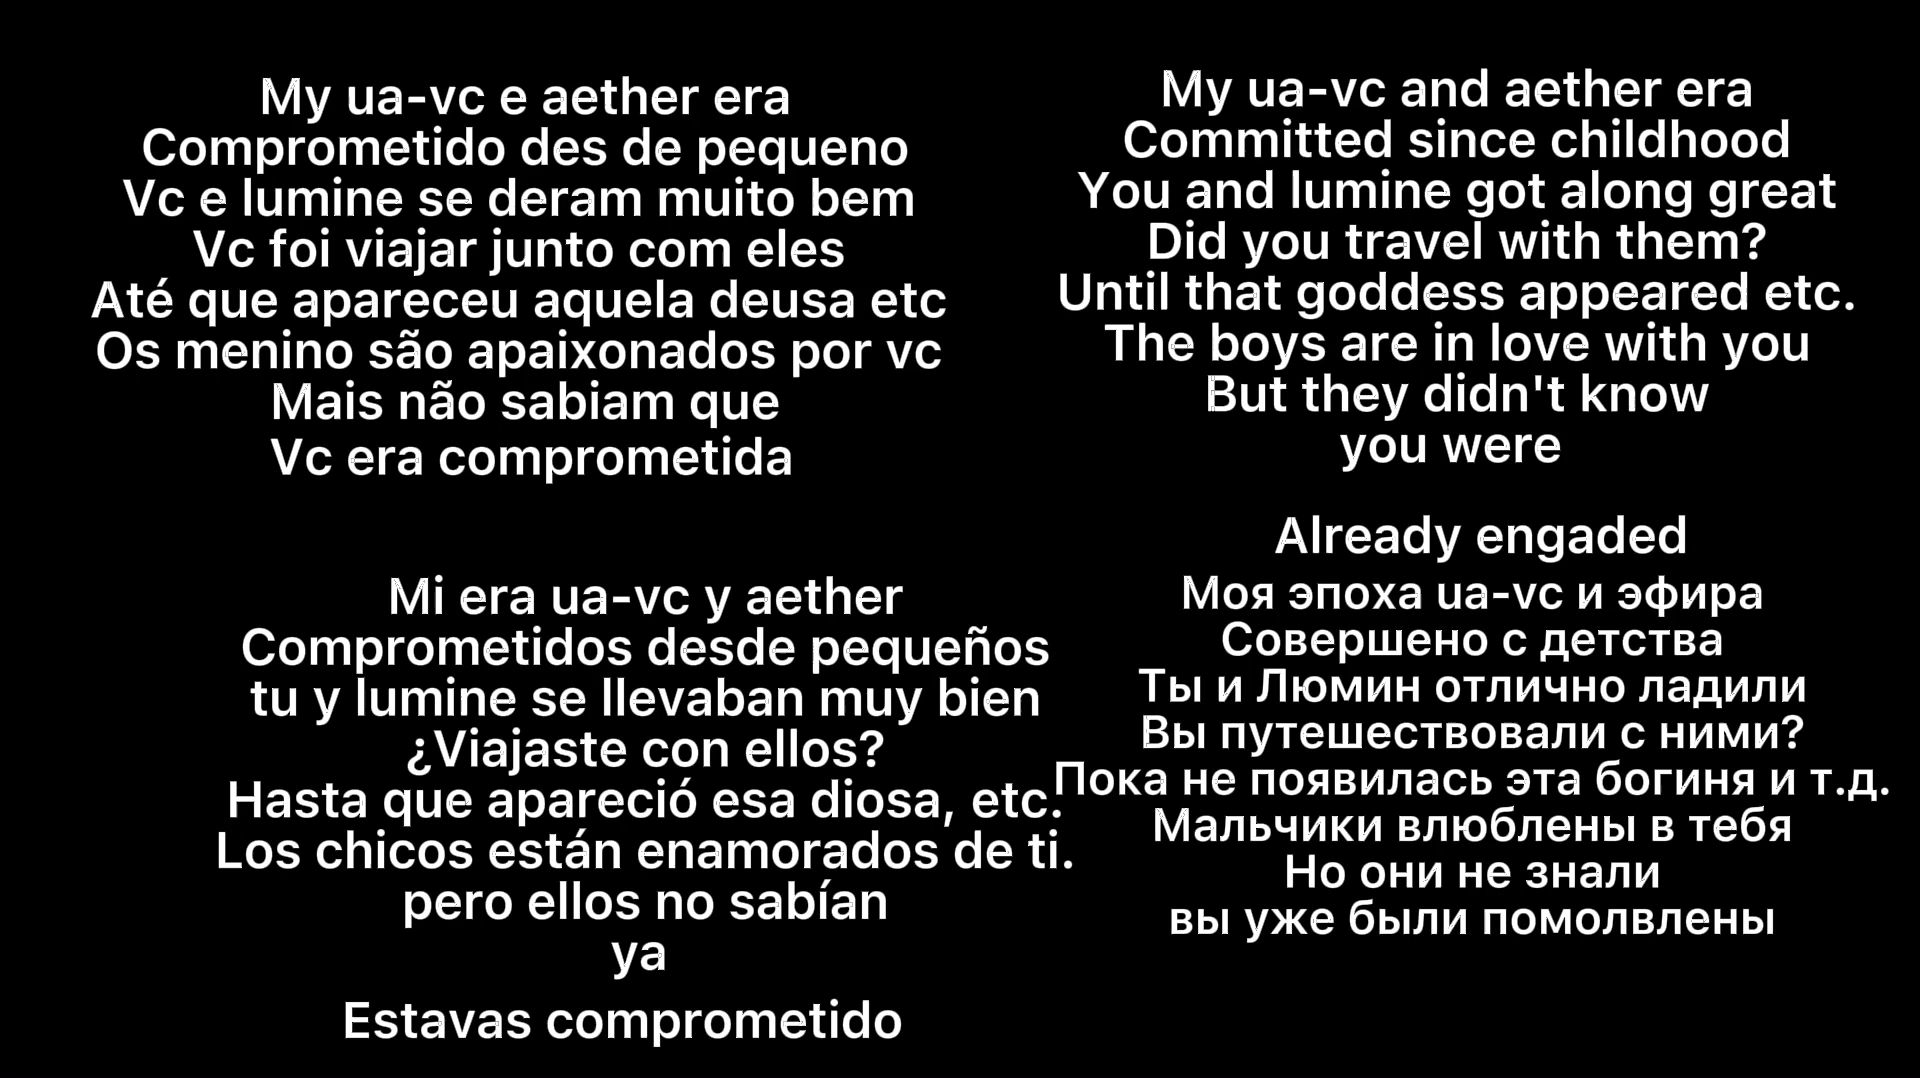 My ua-vc e aether era
Comprometido des de pequeno
Vc e lumine se deram muito bem
Vc foi viajar junto com eles
Até que apareceu aquela deusa etc
Os menino são apaixonados por vc
Mais não sabiam que
Vc era comprometida
My ua-vc and aether era
Committed since childhood
You and lumine got along great
Did you travel with them?
Until that goddess appeared etc.
The boys are in love with you
But they didn't know
you were
Already engaded
Mi era ua-vc y aether
Comprometidos desde pequeños
tu y lumine se llevaban muy bien
¿Viajaste con ellos?
Hasta que apareció esa diosa, etc.
Los chicos están enamorados de ti.
pero ellos no sabían
ya
Estavas comprometido
Моя эпоха ua-vc и эфира
Совершено с детства
Ты и Люмин отлично ладили
Вы путешествовали с ними?
Пока не появилась эта богиня и т.д.
Мальчики влюблены в тебя
Но они не знали
вы уже были помолвлены